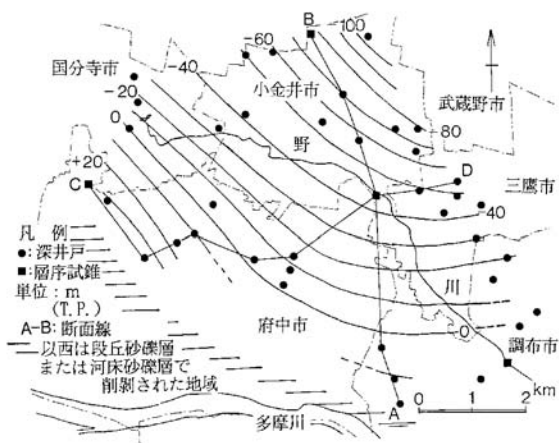 B
100
-60
-40
国分寺市
小金井市
武蔵野市
-20
0
野
-80
+20
D
C
三鷹市
-40
凡 例
●:深井戸
■:層序試錐
単位:m
(T.P.)
A-B:断面線
以西は段丘砂礫層
または河床砂礫層で
削剥された地域
府中市
川
0
調布市
多摩川
A
0 1 2
km